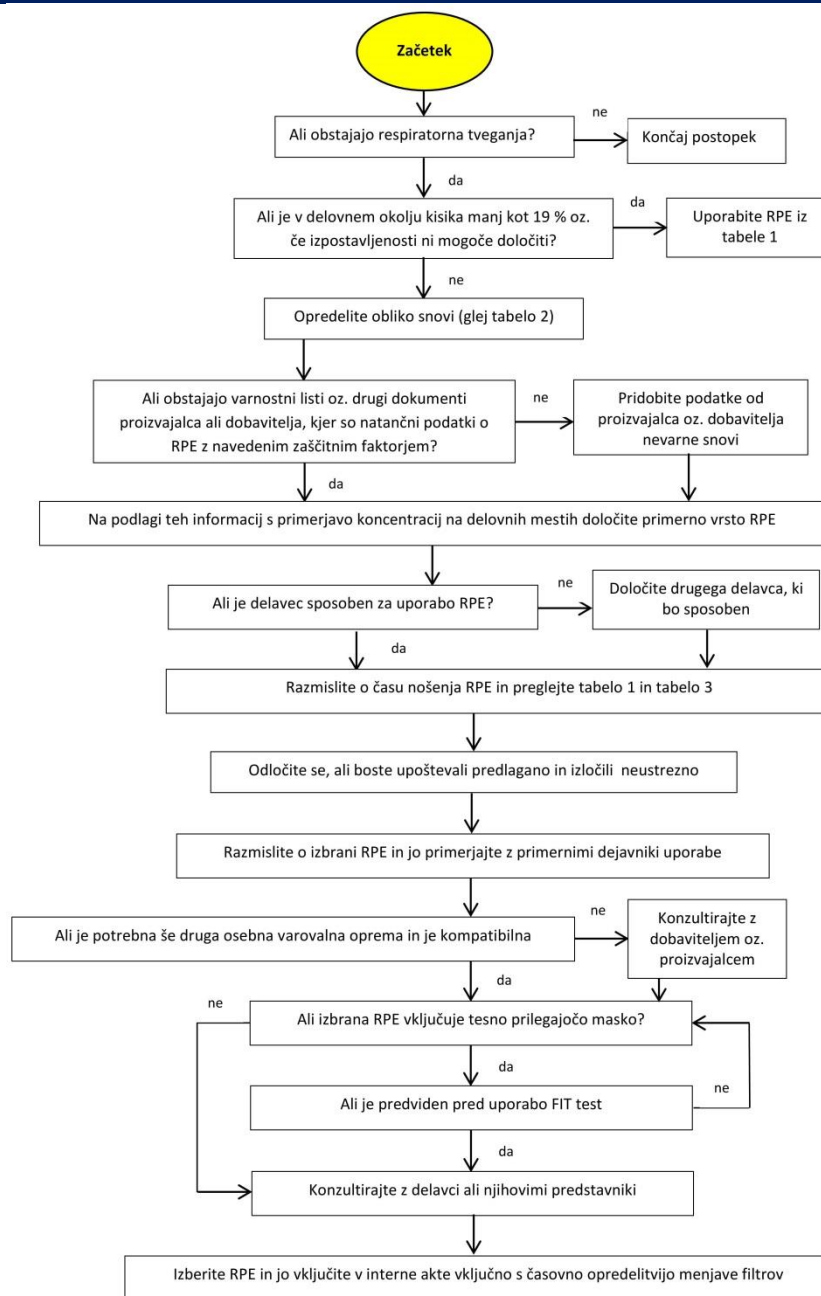 Začetek
ne
Ali obstajajo respiratorna tveganja?
Končaj postopek
da
da
Ali je v delovnem okolju kisika manj kot 19 % oz.
če izpostavljenosti ni mogoče določiti?
Uporabite RPE iz
tabele 1
ne
Opredelite obliko snovi (glej tabelo 2)
Ali obstajajo varnostni listi oz. drugi dokumenti
proizvajalca ali dobavitelja, kjer so natančni podatki o
RPE z navedenim zaščitnim faktorjem?
ne
Pridobite podatke od
proizvajalca oz. dobavitelja
nevarne snovi
da
Na podlagi teh informacij s primerjavo koncentracij na delovnih mestih določite primerno vrsto RPE
Ali je delavec sposoben za uporabo RPE?
ne
Določite drugega delavca, ki
bo sposoben
da
Razmislite o času nošenja RPE in preglejte tabelo 1 in tabelo 3
Odločite se, ali boste upoštevali predlagano in izločili neustrezno
Razmislite o izbrani RPE in jo primerjajte z primernimi dejavniki uporabe
Ali je potrebna še druga osebna varovalna oprema in je kompatibilna
ne
Konzultirajte z
dobaviteljem oz.
proizvajalcem
da
ne
Ali izbrana RPE vključuje tesno prilegajočo masko?
da
ne
Ali je predviden pred uporabo FIT test
da
Konzultirajte z delavci ali njihovimi predstavniki
Izberite RPE in jo vključite v interne akte vključno s časovno opredelitvijo menjave filtrov